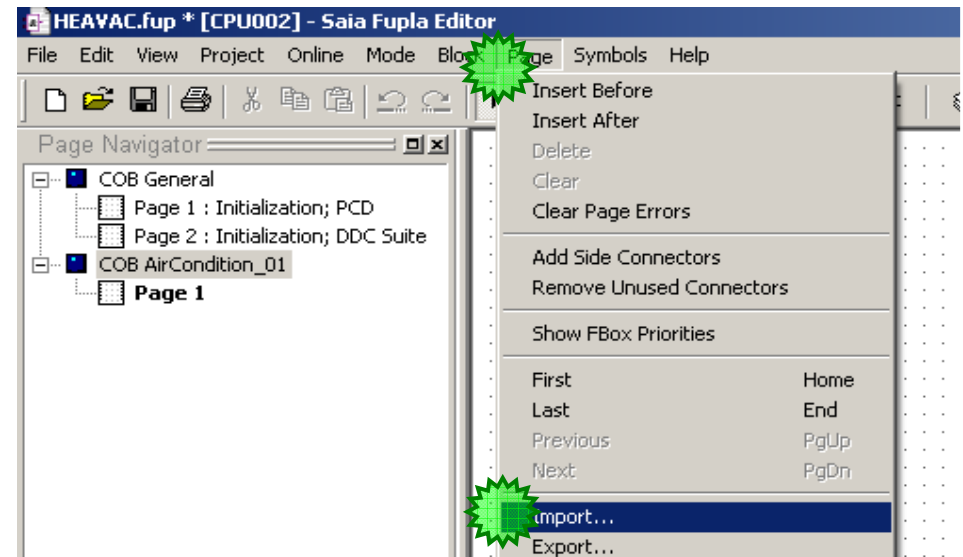 HEAVAC.fup * [CPU002] - Saia Fupla Editor
File Edit View Project Online Mode Block Page Symbols Help
Page Navigator
COB General
Page 1 : Initialization; PCD
Page 2 : Initialization; DDC Suite
COB AirCondition_01
Page 1
Insert Before
Insert After
Delete
Clear
Clear Page Errors
Add Side Connectors
Remove Unused Connectors
Show FBox Priorities
First Home
Last End
Previous PgUp
Next PgDn
Import...
Export...